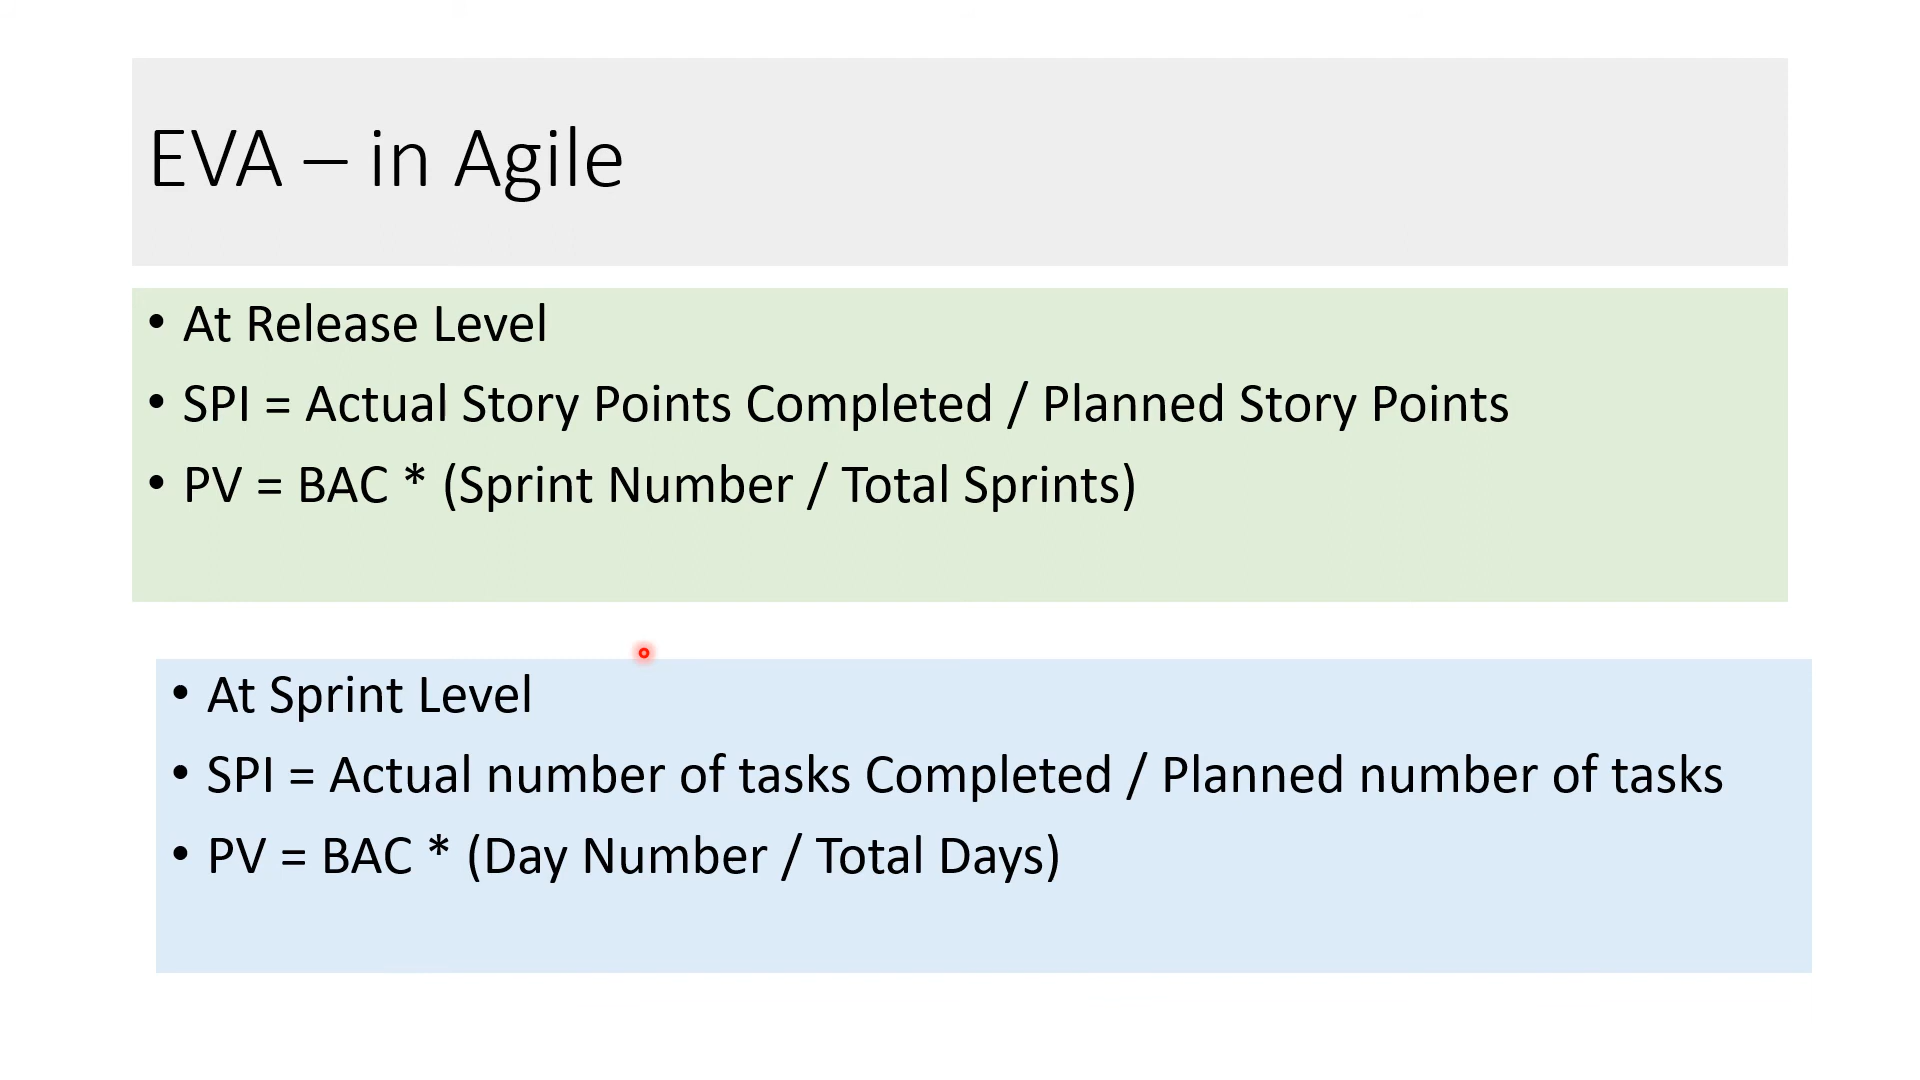 EVA – in Agile
• At Release Level
• SPI = Actual Story Points Completed / Planned Story Points
• PV = BAC * (Sprint Number / Total Sprints)
• At Sprint Level
• SPI = Actual number of tasks Completed / Planned number of tasks
• PV = BAC * (Day Number / Total Days)